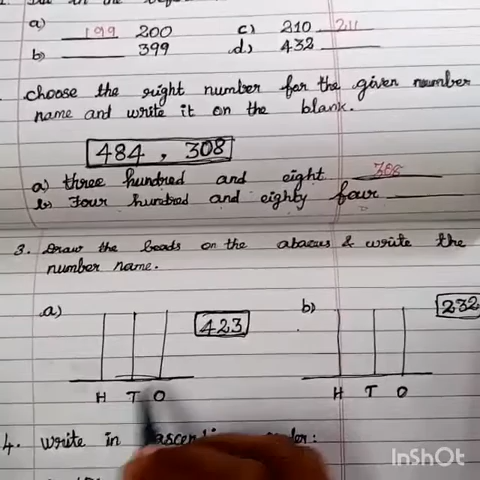 a) 199 200 c) 210 211
b) 399 d) 432
choose the right number for the given number
name and write it on the blank.
484 , 308
a) three hundred and eight 308
b) Four hundred and eighty four
3. Draw the beads on the abacus & write the
number name.
a) 423 b) 232
H T O H T O
4. write in ascending order:
InShOt